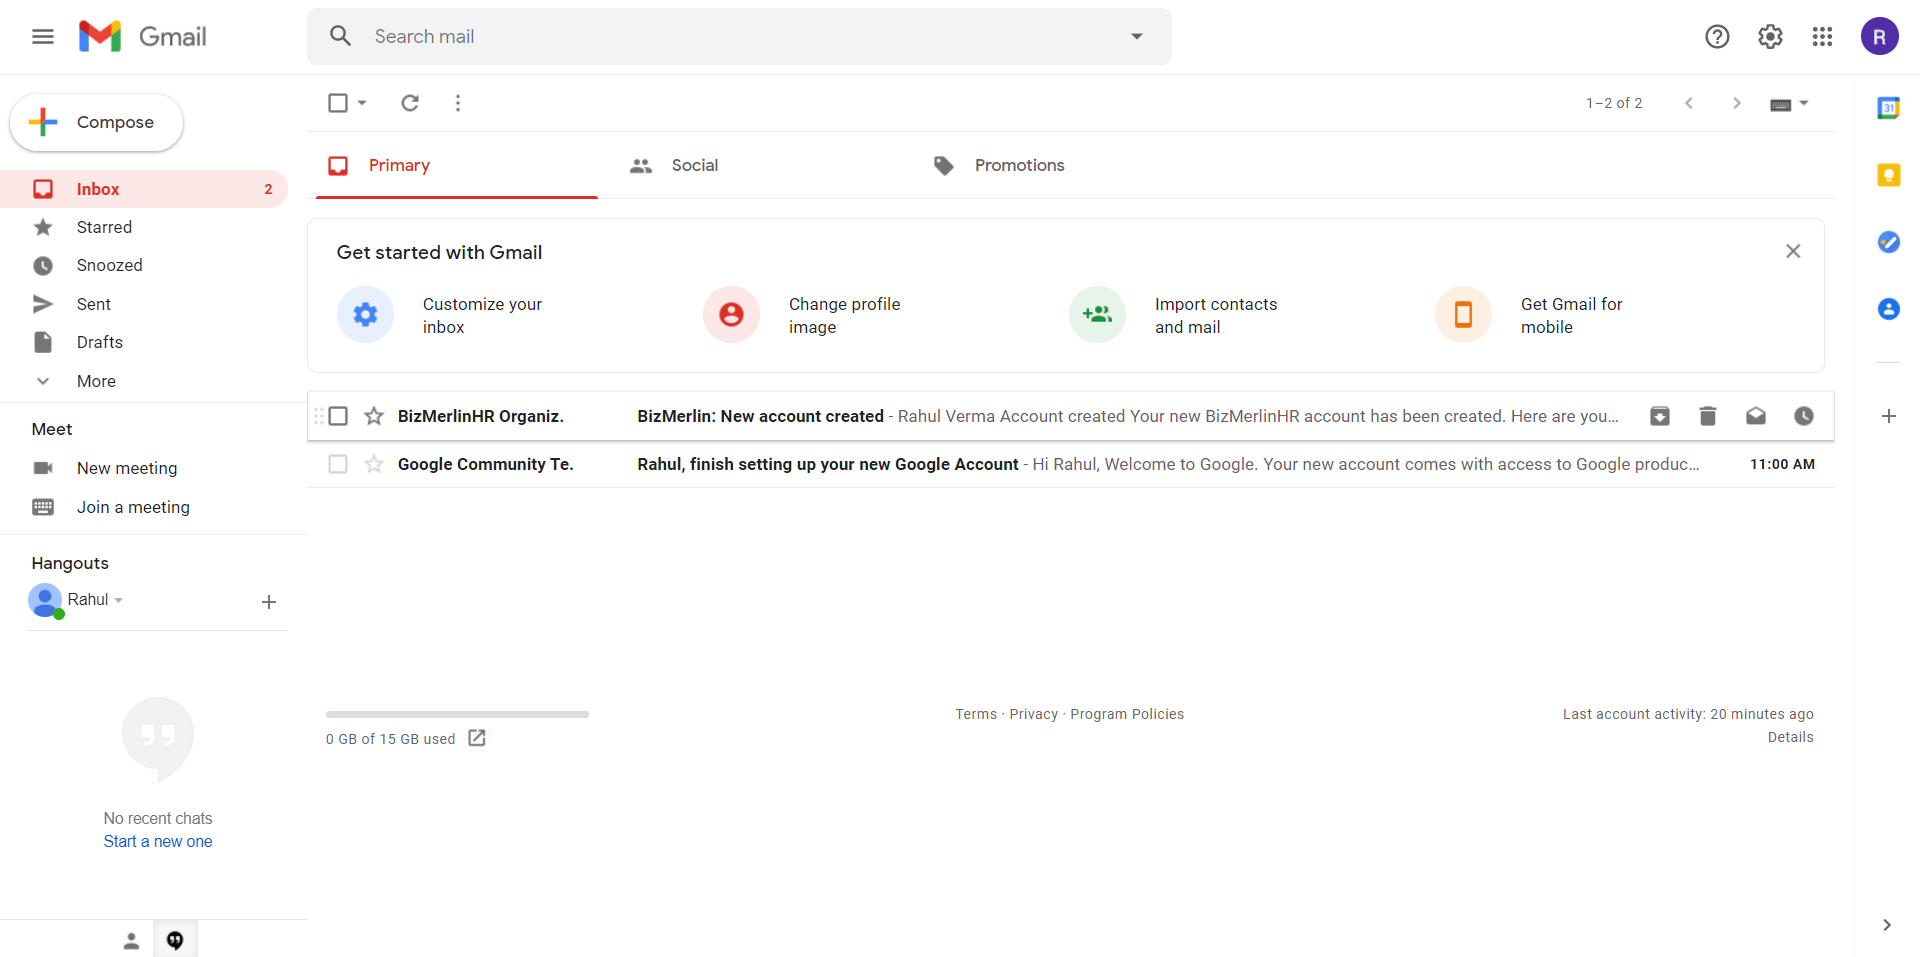 Gmail
Search mail
R
Compose
1–2 of 2
31
Primary
Social
Promotions
Inbox 2
Starred
Snoozed
Sent
Drafts
More
Get started with Gmail
Customize your
inbox
Change profile
image
Import contacts
and mail
Get Gmail for
mobile
BizMerlinHR Organiz. BizMerlin: New account created - Rahul Verma Account created Your new BizMerlinHR account has been created. Here are you…
Google Community Te. Rahul, finish setting up your new Google Account - Hi Rahul, Welcome to Google. Your new account comes with access to Google produc… 11:00 AM
Meet
New meeting
Join a meeting
Hangouts
Rahul
No recent chats
Start a new one
0 GB of 15 GB used
Terms · Privacy · Program Policies
Last account activity: 20 minutes ago
Details